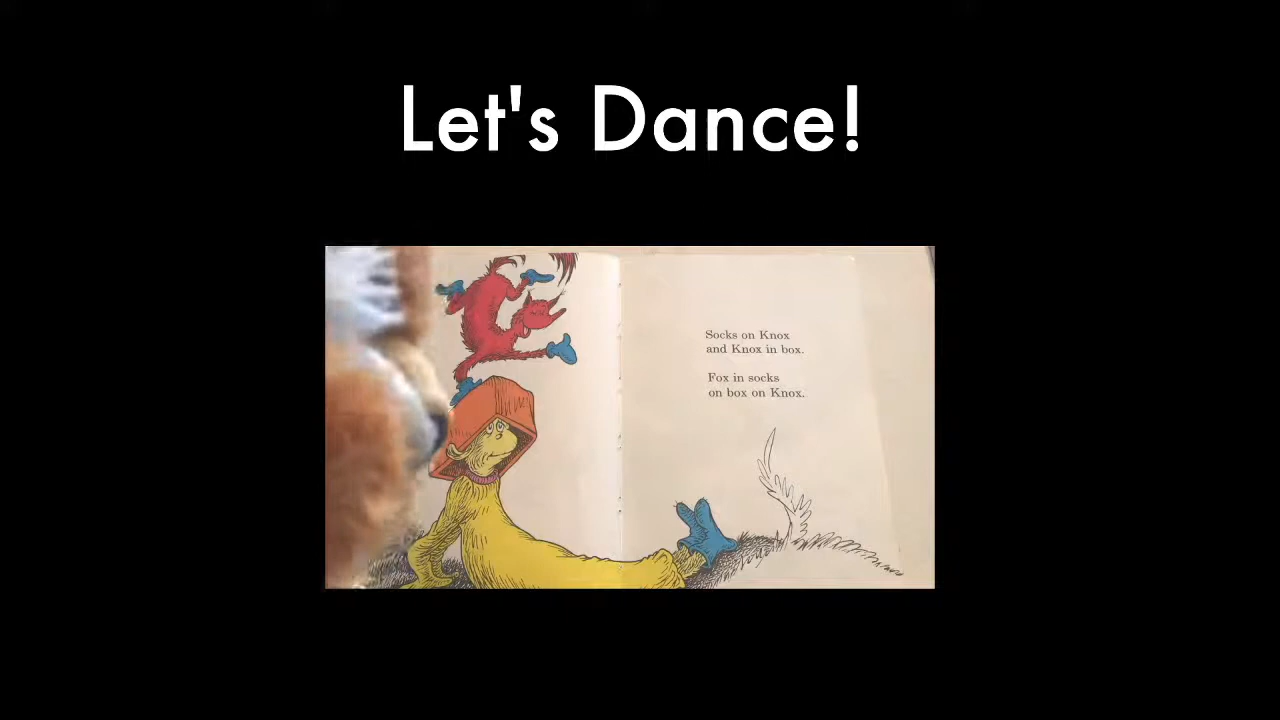 Let's Dance!
Socks on Knox
and Knox in box.
Fox in socks
on box on Knox.